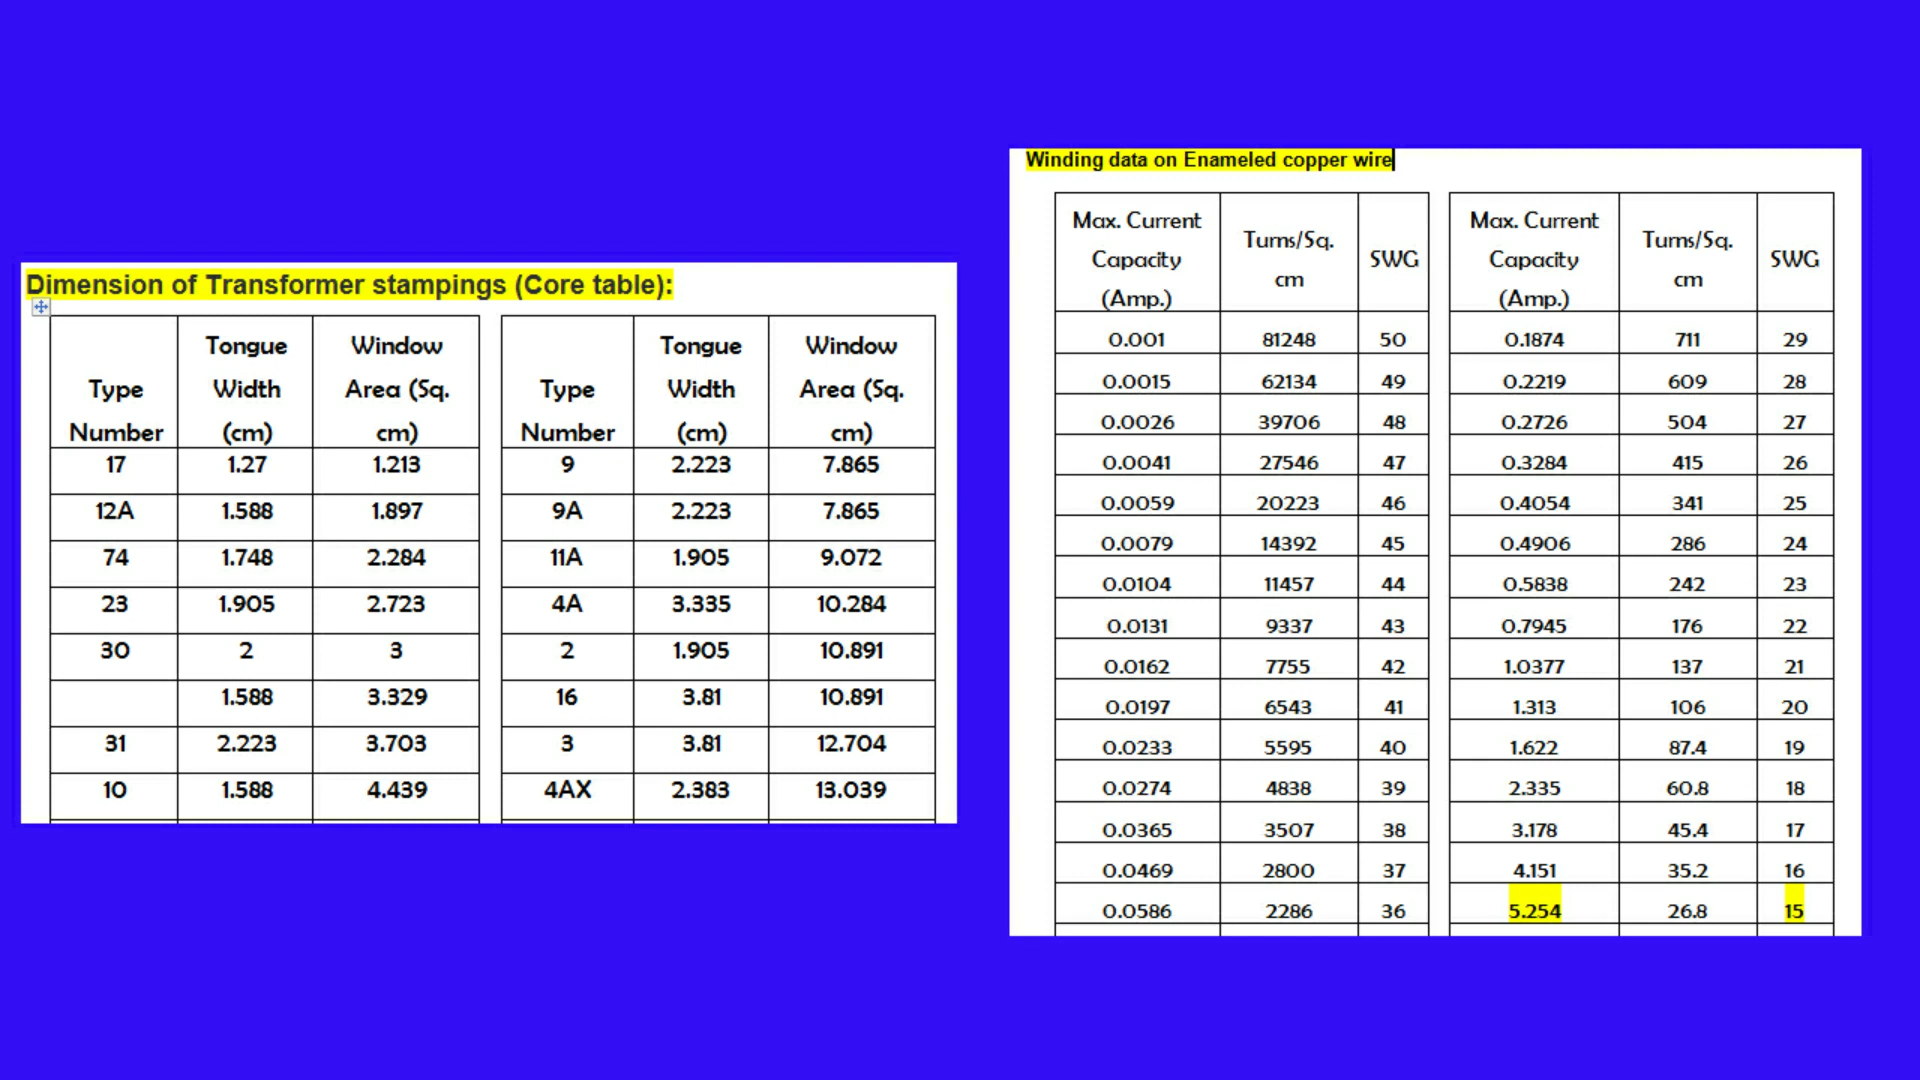 Dimension of Transformer stampings (Core table):
Type Number	Tongue Width (cm)	Window Area (Sq. cm)	Type Number	Tongue Width (cm)	Window Area (Sq. cm)
17	1.27	1.213	9	2.223	7.865
12A	1.588	1.897	9A	2.223	7.865
74	1.748	2.284	11A	1.905	9.072
23	1.905	2.723	4A	3.335	10.284
30	2	3	2	1.905	10.891
1.588	3.329	16	3.81	10.891
31	2.223	3.703	3	3.81	12.704
10	1.588	4.439	4AX	2.383	13.039
Winding data on Enameled copper wire
Max. Current Capacity (Amp.)	Turns/Sq. cm	SWG	Max. Current Capacity (Amp.)	Turns/Sq. cm	SWG
0.001	81248	50	0.1874	711	29
0.0015	62134	49	0.2219	609	28
0.0026	39706	48	0.2726	504	27
0.0041	27546	47	0.3284	415	26
0.0059	20223	46	0.4054	341	25
0.0079	14392	45	0.4906	286	24
0.0104	11457	44	0.5838	242	23
0.0131	9337	43	0.7945	176	22
0.0162	7755	42	1.0377	137	21
0.0197	6543	41	1.313	106	20
0.0233	5595	40	1.622	87.4	19
0.0274	4838	39	2.335	60.8	18
0.0365	3507	38	3.178	45.4	17
0.0469	2800	37	4.151	35.2	16
0.0586	2286	36	5.254	26.8	15